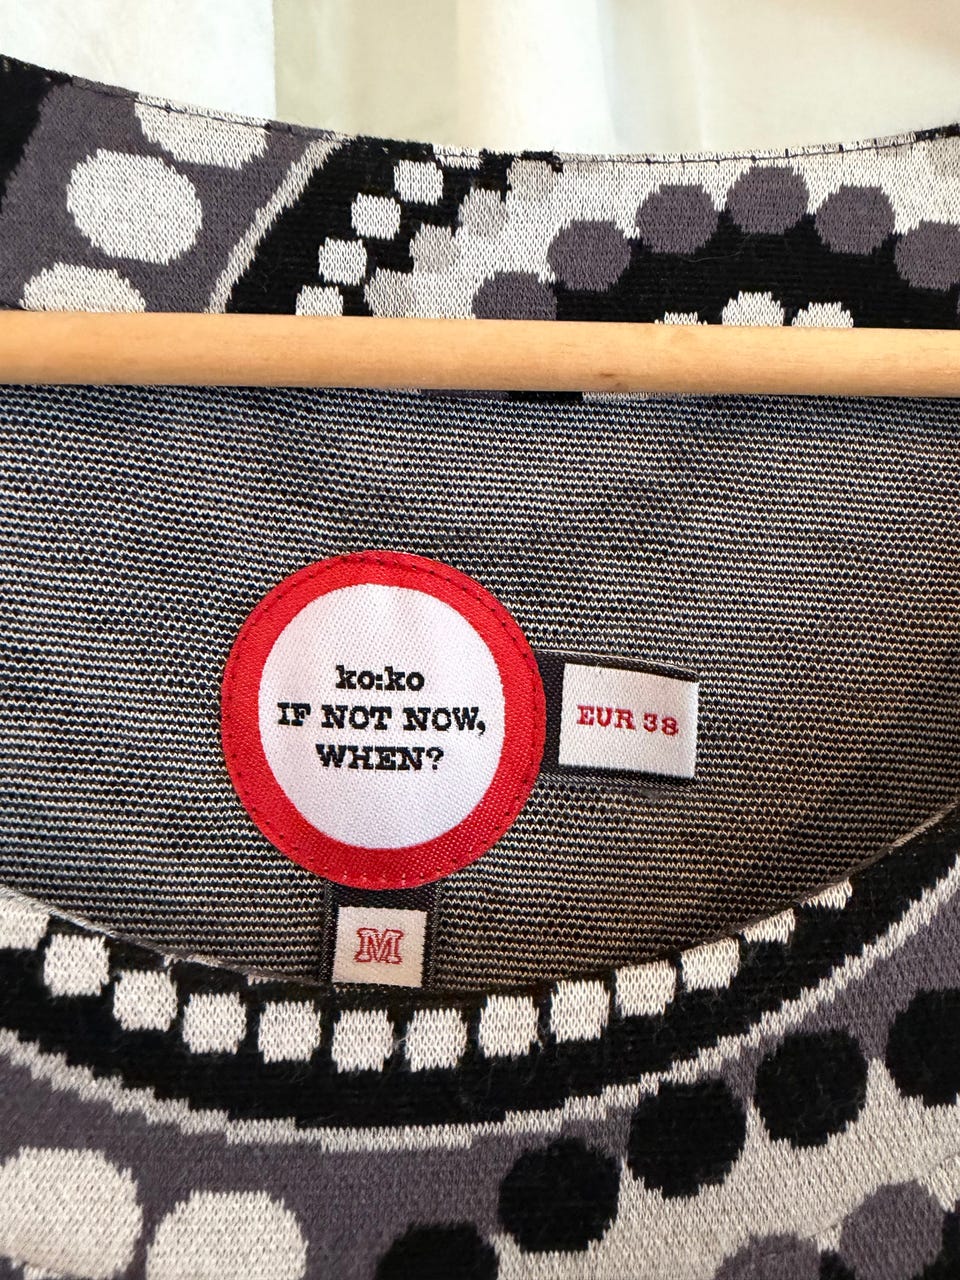 ko:ko
IF NOT NOW,
WHEN?
EUR 38
M